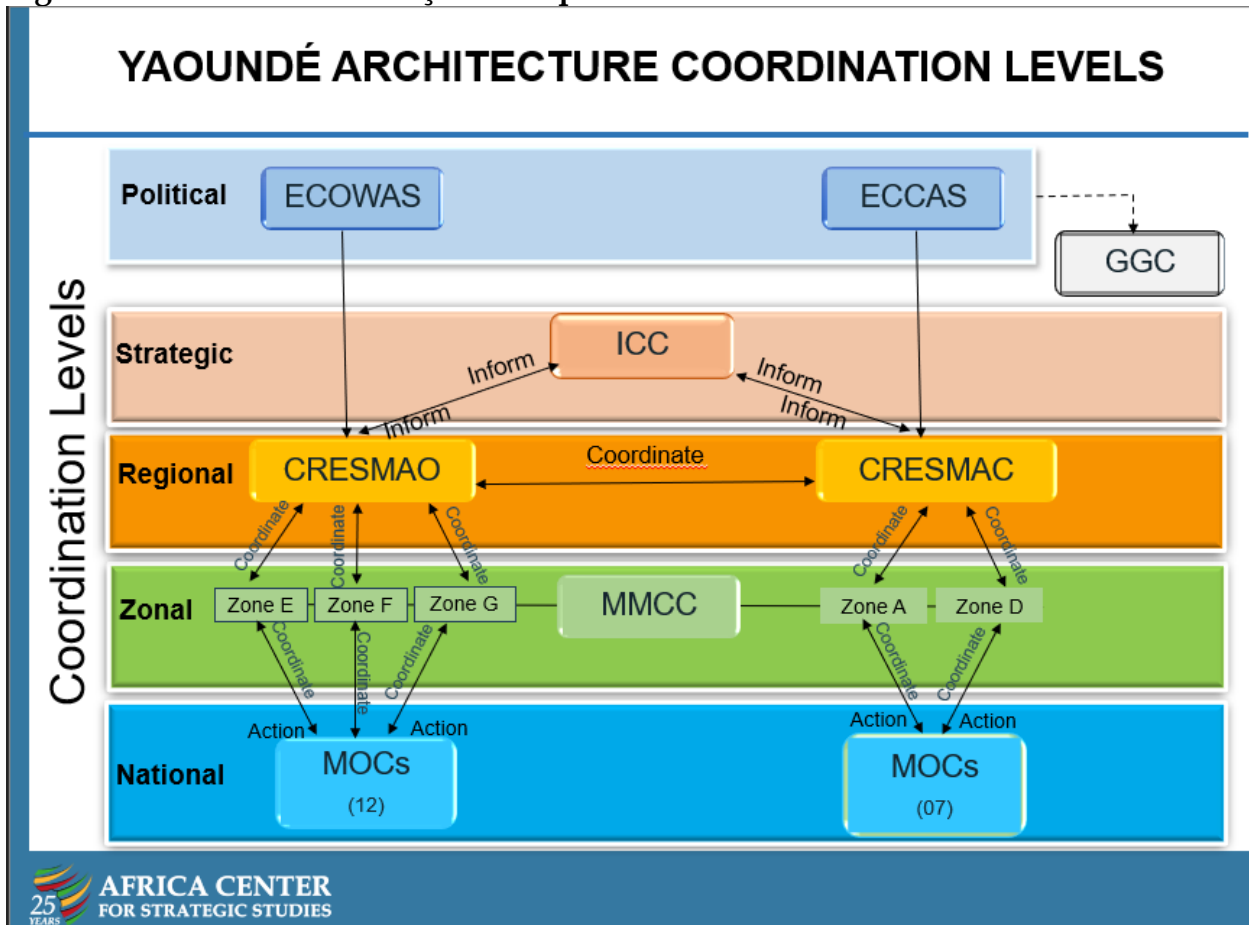 YAOUNDÉ ARCHITECTURE COORDINATION LEVELS
Coordination Levels
Political
ECOWAS
ECCAS
GGC
Strategic
ICC
Inform
Inform
Inform
Inform
Regional
CRESMAO
Coordinate
CRESMAC
Coordinate
Coordinate
Coordinate
Coordinate
Coordinate
Zonal
Zone E
Zone F
Zone G
MMCC
Zone A
Zone D
Coordinate
Coordinate
Coordinate
Coordinate
Coordinate
Action
Action
Action
Action
National
MOCs
(12)
MOCs
(07)
25
YEARS
AFRICA CENTER
FOR STRATEGIC STUDIES